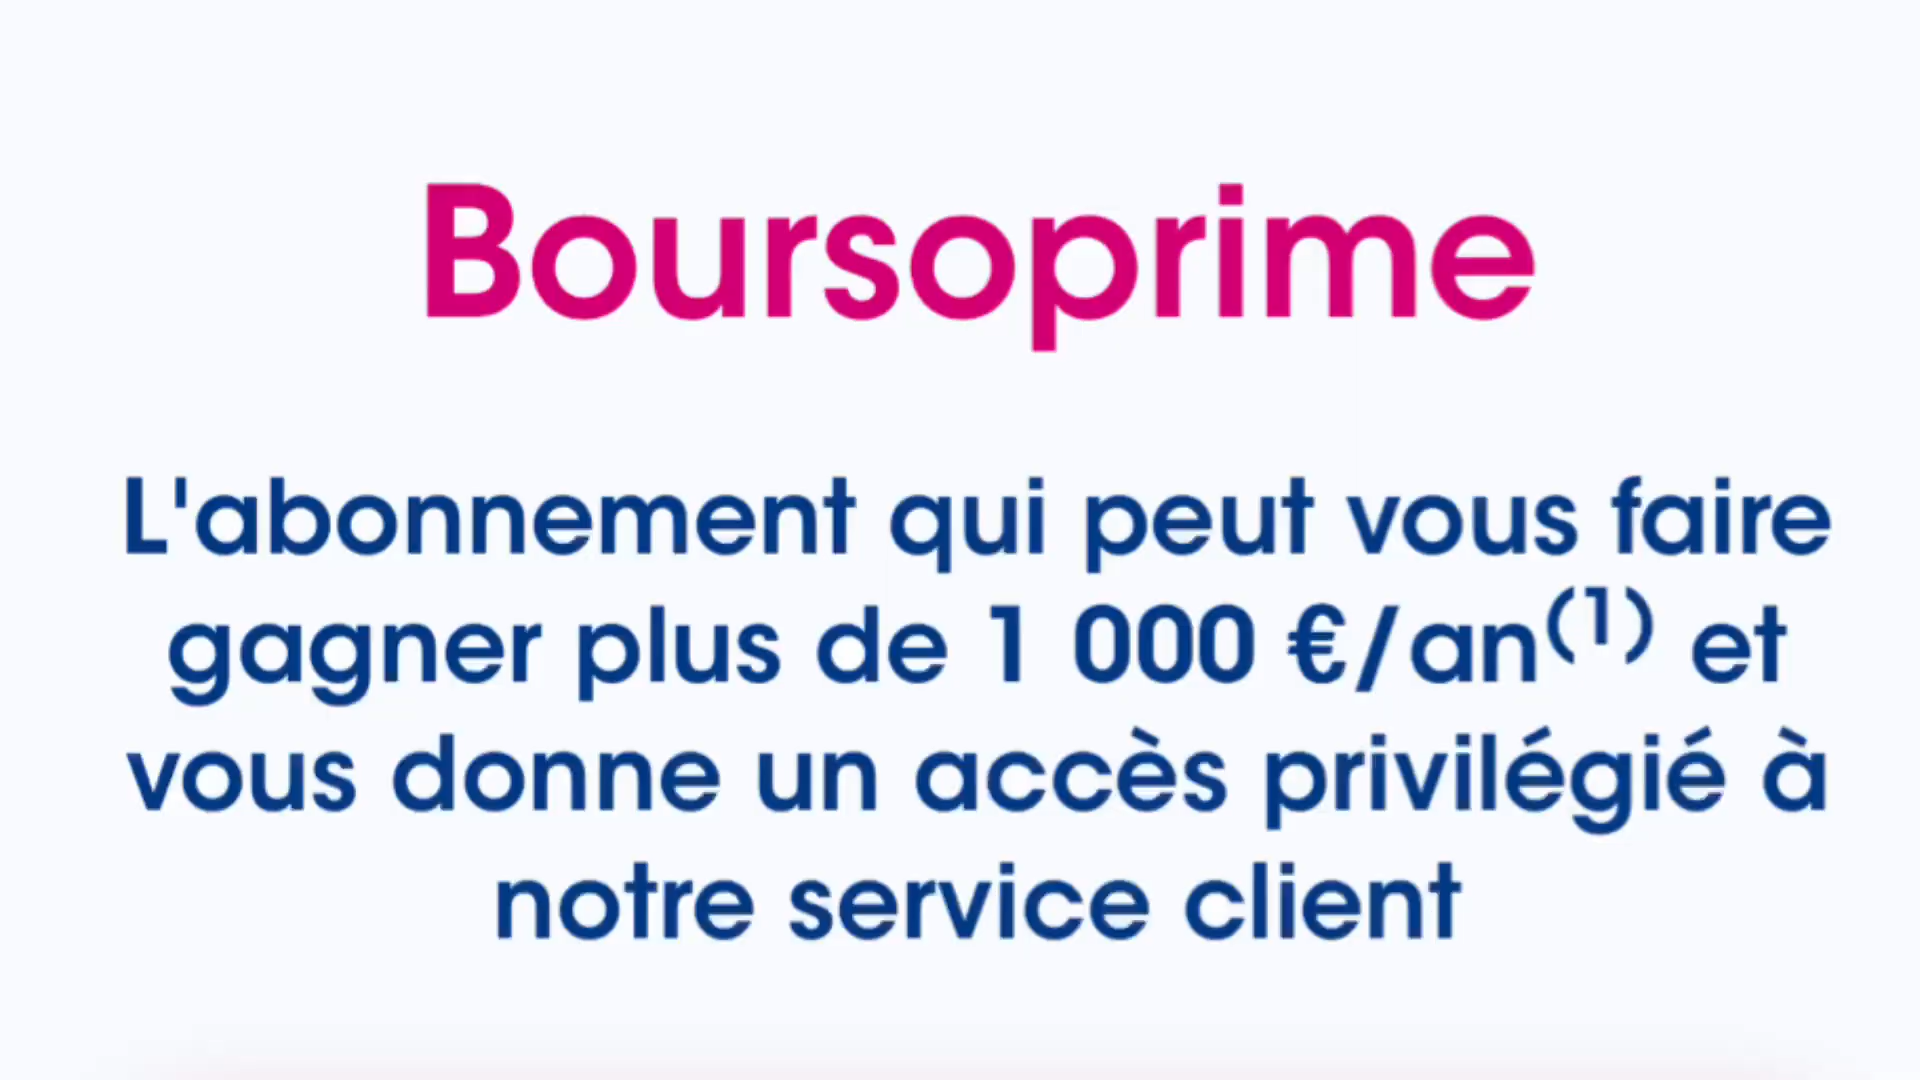 Boursoprime
L'abonnement qui peut vous faire
gagner plus de 1 000 €/an(1) et
vous donne un accès privilégié à
notre service client